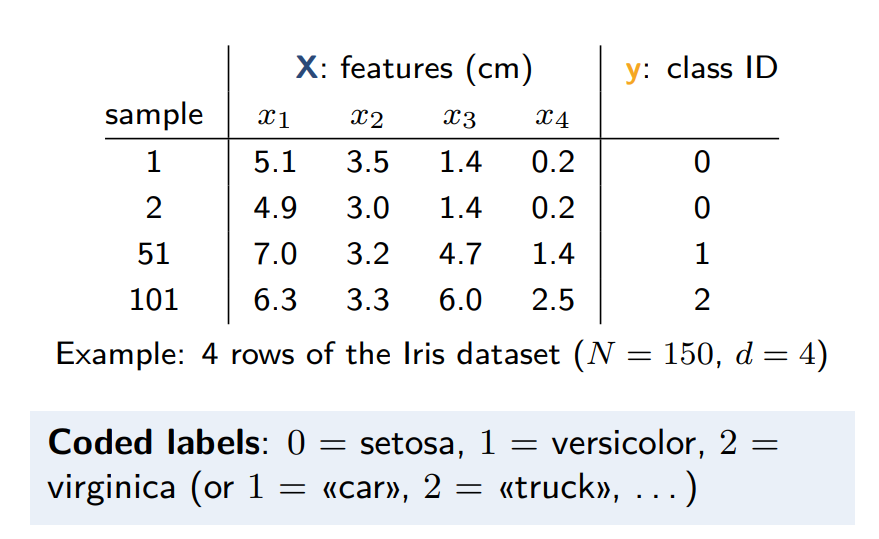 X: features (cm) y: class ID
sample x1 x2 x3 x4
1 5.1 3.5 1.4 0.2 0
2 4.9 3.0 1.4 0.2 0
51 7.0 3.2 4.7 1.4 1
101 6.3 3.3 6.0 2.5 2
Example: 4 rows of the Iris dataset (N = 150, d = 4)
Coded labels: 0 = setosa, 1 = versicolor, 2 =
virginica (or 1 = «car», 2 = «truck», ...)